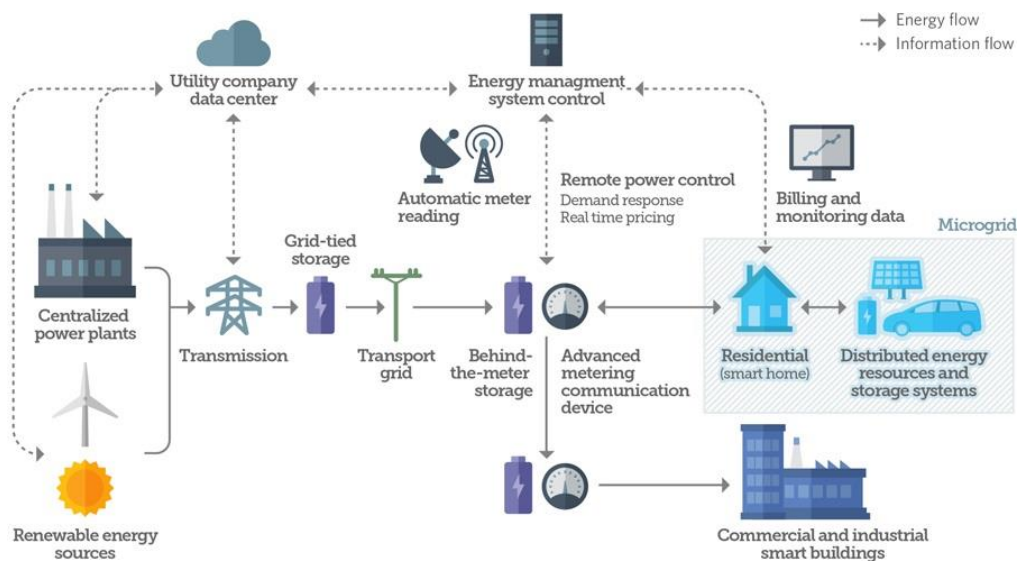 Energy flow
Information flow
Utility company
data center
Energy managment
system control
Automatic meter
reading
Remote power control
Demand response
Real time pricing
Billing and
monitoring data
Microgrid
Grid-tied
storage
Centralized
power plants
Transmission
Transport
grid
Behind-
the-meter
storage
Advanced
metering
communication
device
Residential
(smart home)
Distributed energy
resources and
storage systems
Renewable energy
sources
Commercial and industrial
smart buildings